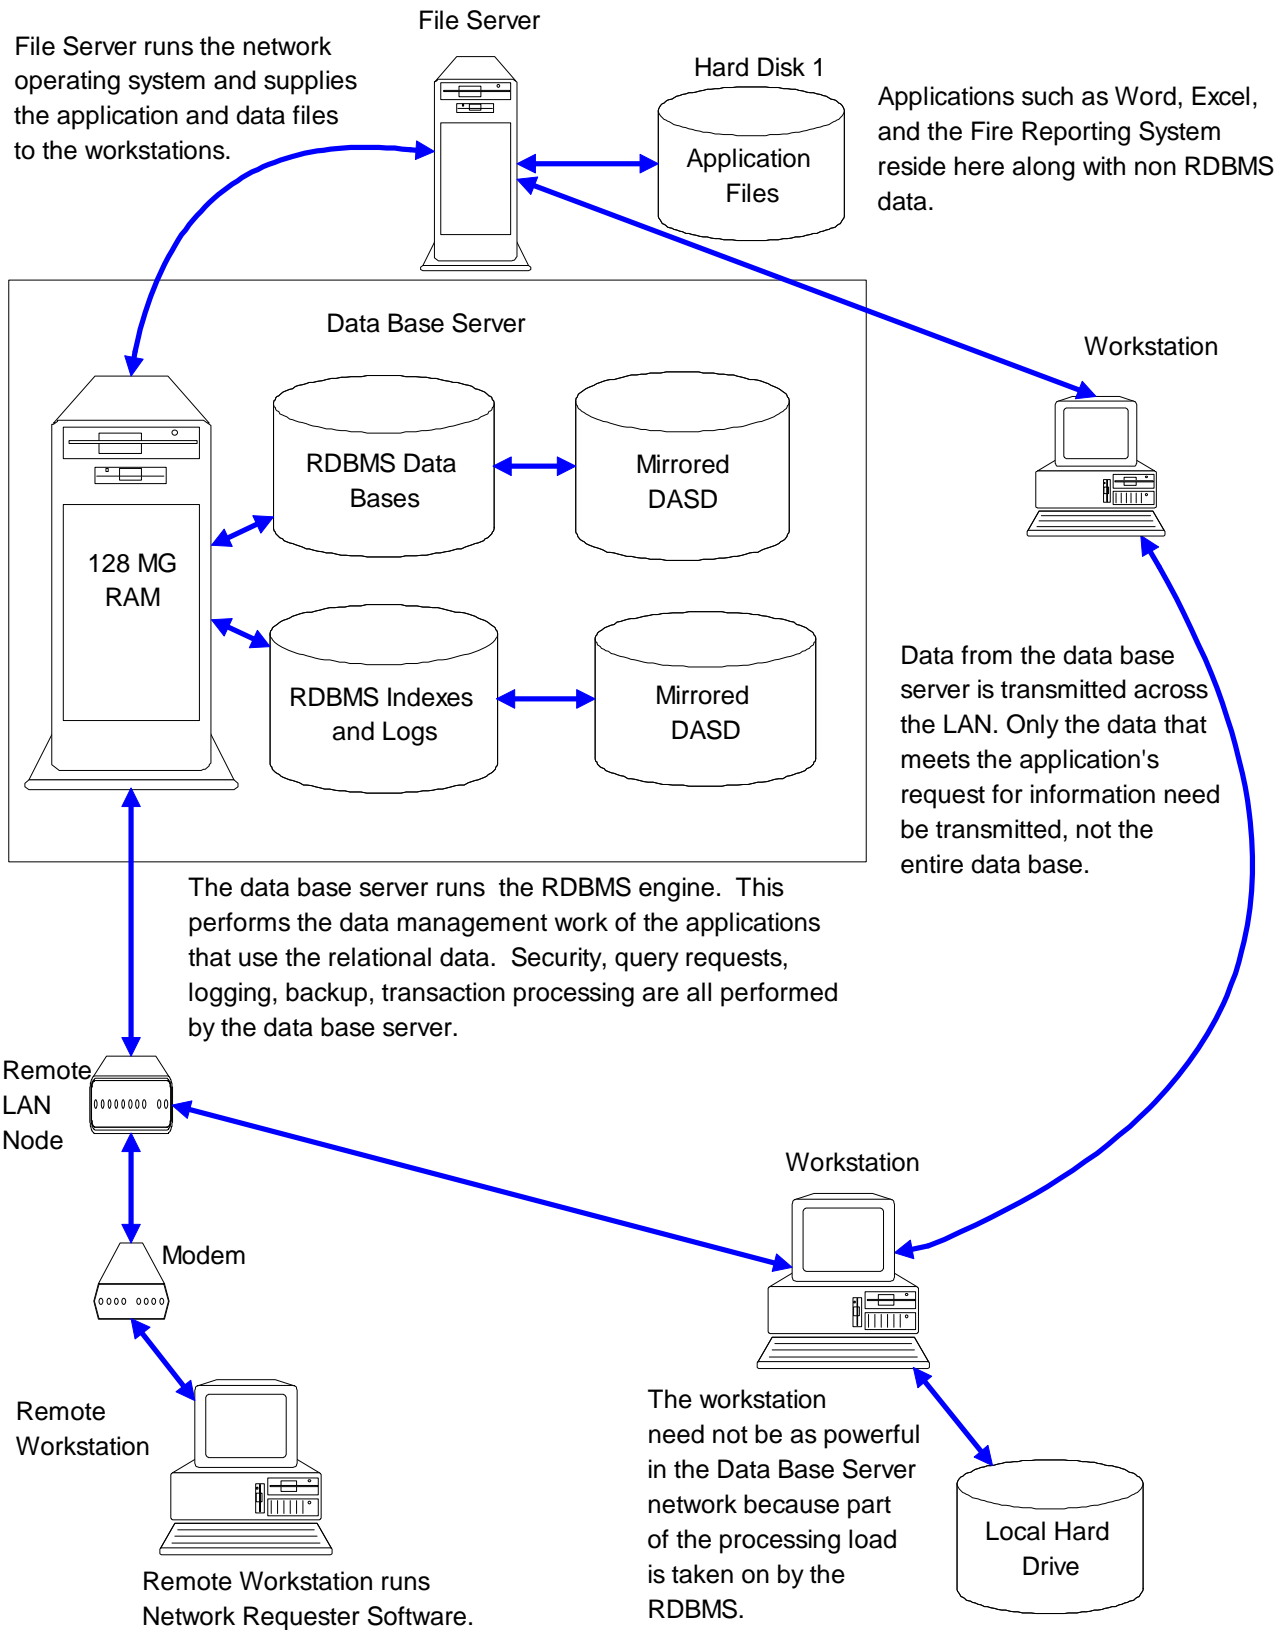 File Server
File Server runs the network
operating system and supplies
the application and data files
to the workstations.
Hard Disk 1
Application
Files
Applications such as Word, Excel,
and the Fire Reporting System
reside here along with non RDBMS
data.
Data Base Server
Workstation
128 MG
RAM
RDBMS Data
Bases
Mirrored
DASD
RDBMS Indexes
and Logs
Mirrored
DASD
Data from the data base
server is transmitted across
the LAN. Only the data that
meets the application's
request for information need
be transmitted, not the
entire data base.
The data base server runs  the RDBMS engine.  This
performs the data management work of the applications
that use the relational data.  Security, query requests,
logging, backup, transaction processing are all performed
by the data base server.
Remote
LAN
Node
Workstation
Modem
Remote
Workstation
The workstation
need not be as powerful
in the Data Base Server
network because part
of the processing load
is taken on by the
RDBMS.
Local Hard
Drive
Remote Workstation runs
Network Requester Software.